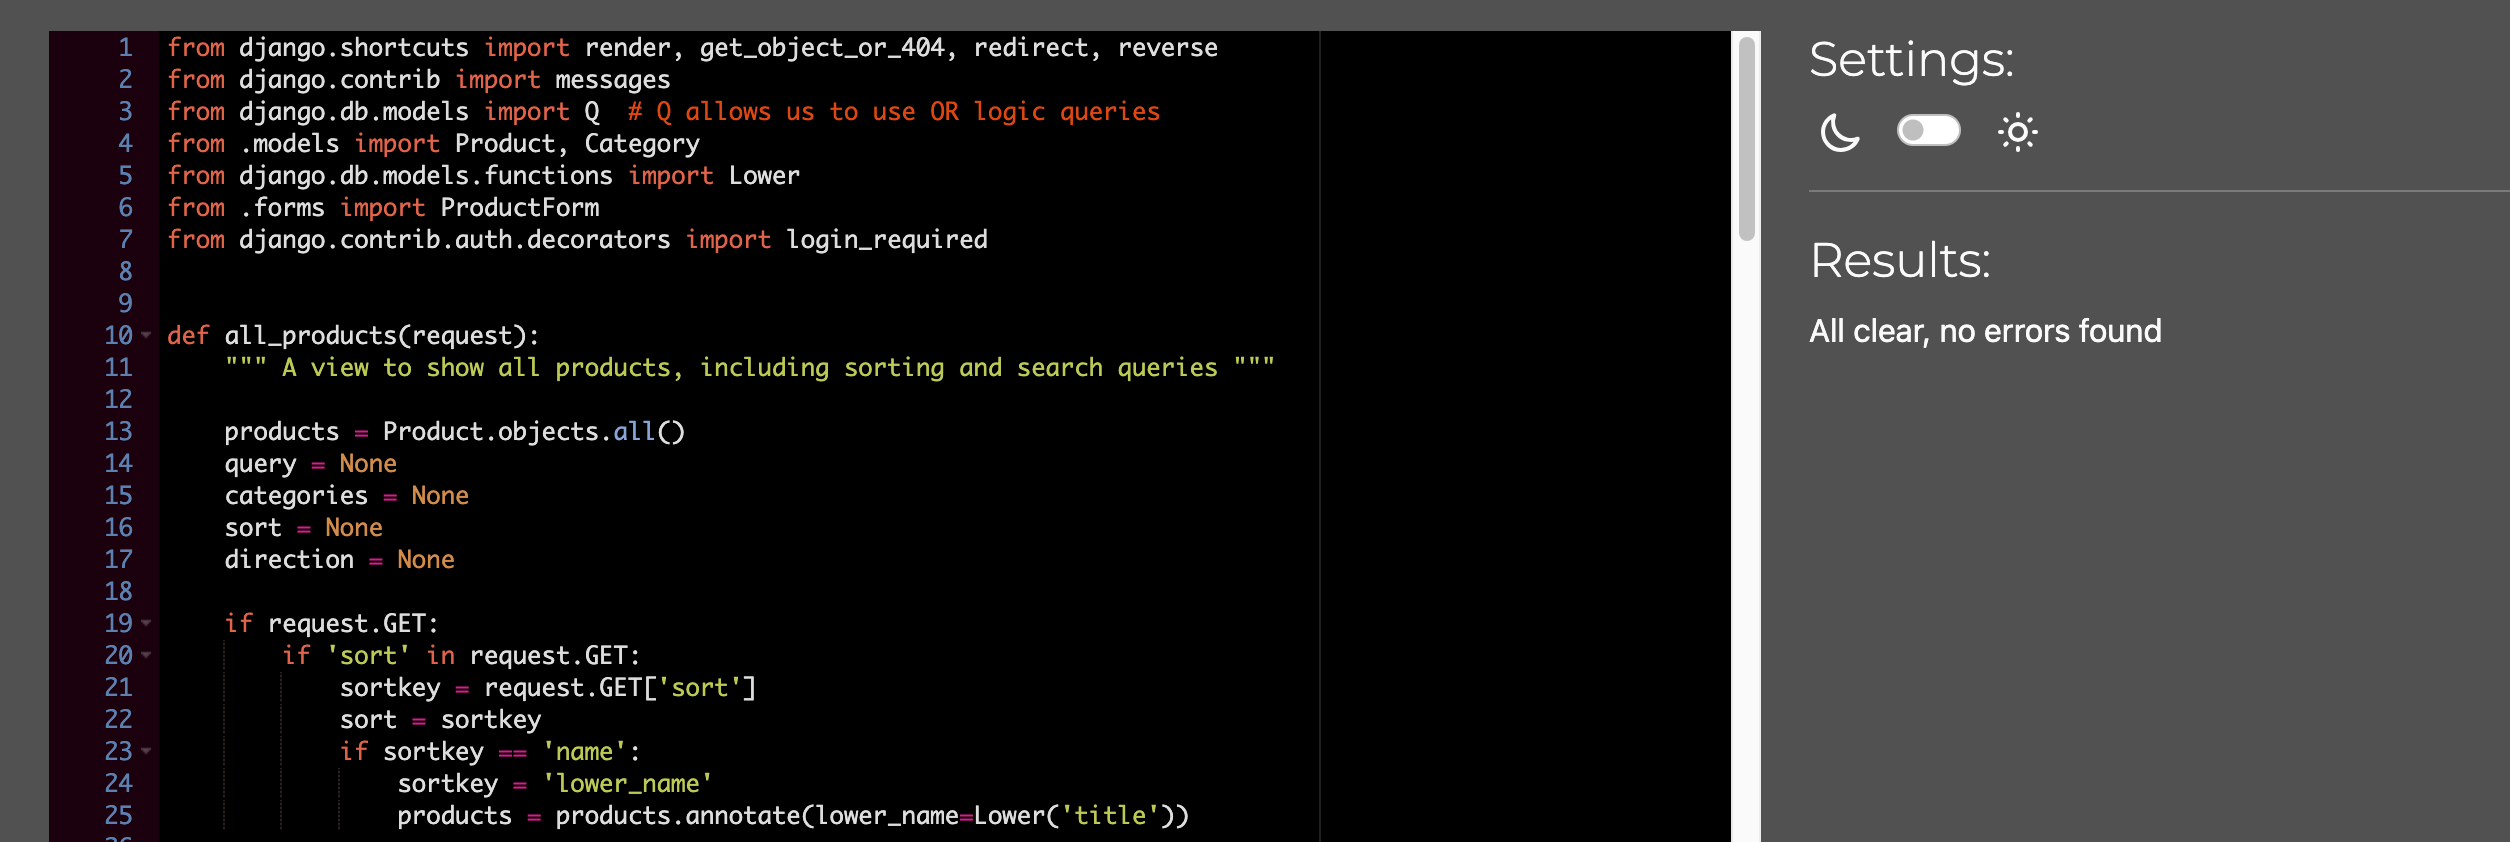 1 from django.shortcuts import render, get_object_or_404, redirect, reverse
2 from django.contrib import messages
3 from django.db.models import Q  # Q allows us to use OR logic queries
4 from .models import Product, Category
5 from django.db.models.functions import Lower
6 from .forms import ProductForm
7 from django.contrib.auth.decorators import login_required
8
9
10 def all_products(request):
11     """ A view to show all products, including sorting and search queries """
12
13     products = Product.objects.all()
14     query = None
15     categories = None
16     sort = None
17     direction = None
18
19     if request.GET:
20         if 'sort' in request.GET:
21             sortkey = request.GET['sort']
22             sort = sortkey
23             if sortkey == 'name':
24                 sortkey = 'lower_name'
25                 products = products.annotate(lower_name=Lower('title'))
Settings:
Results:
All clear, no errors found